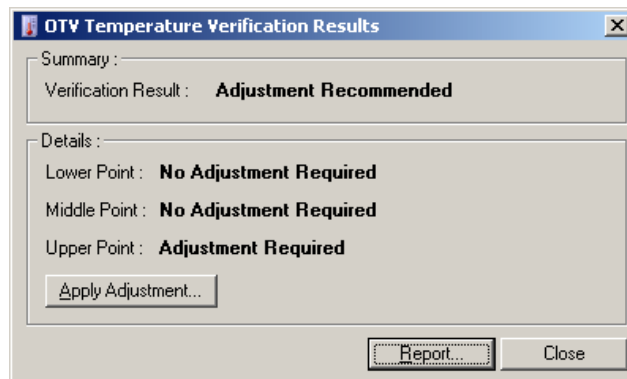 OTV Temperature Verification Results
Summary :
Verification Result : Adjustment Recommended
Details :
Lower Point : No Adjustment Required
Middle Point : No Adjustment Required
Upper Point : Adjustment Required
Apply Adjustment...
Report... Close